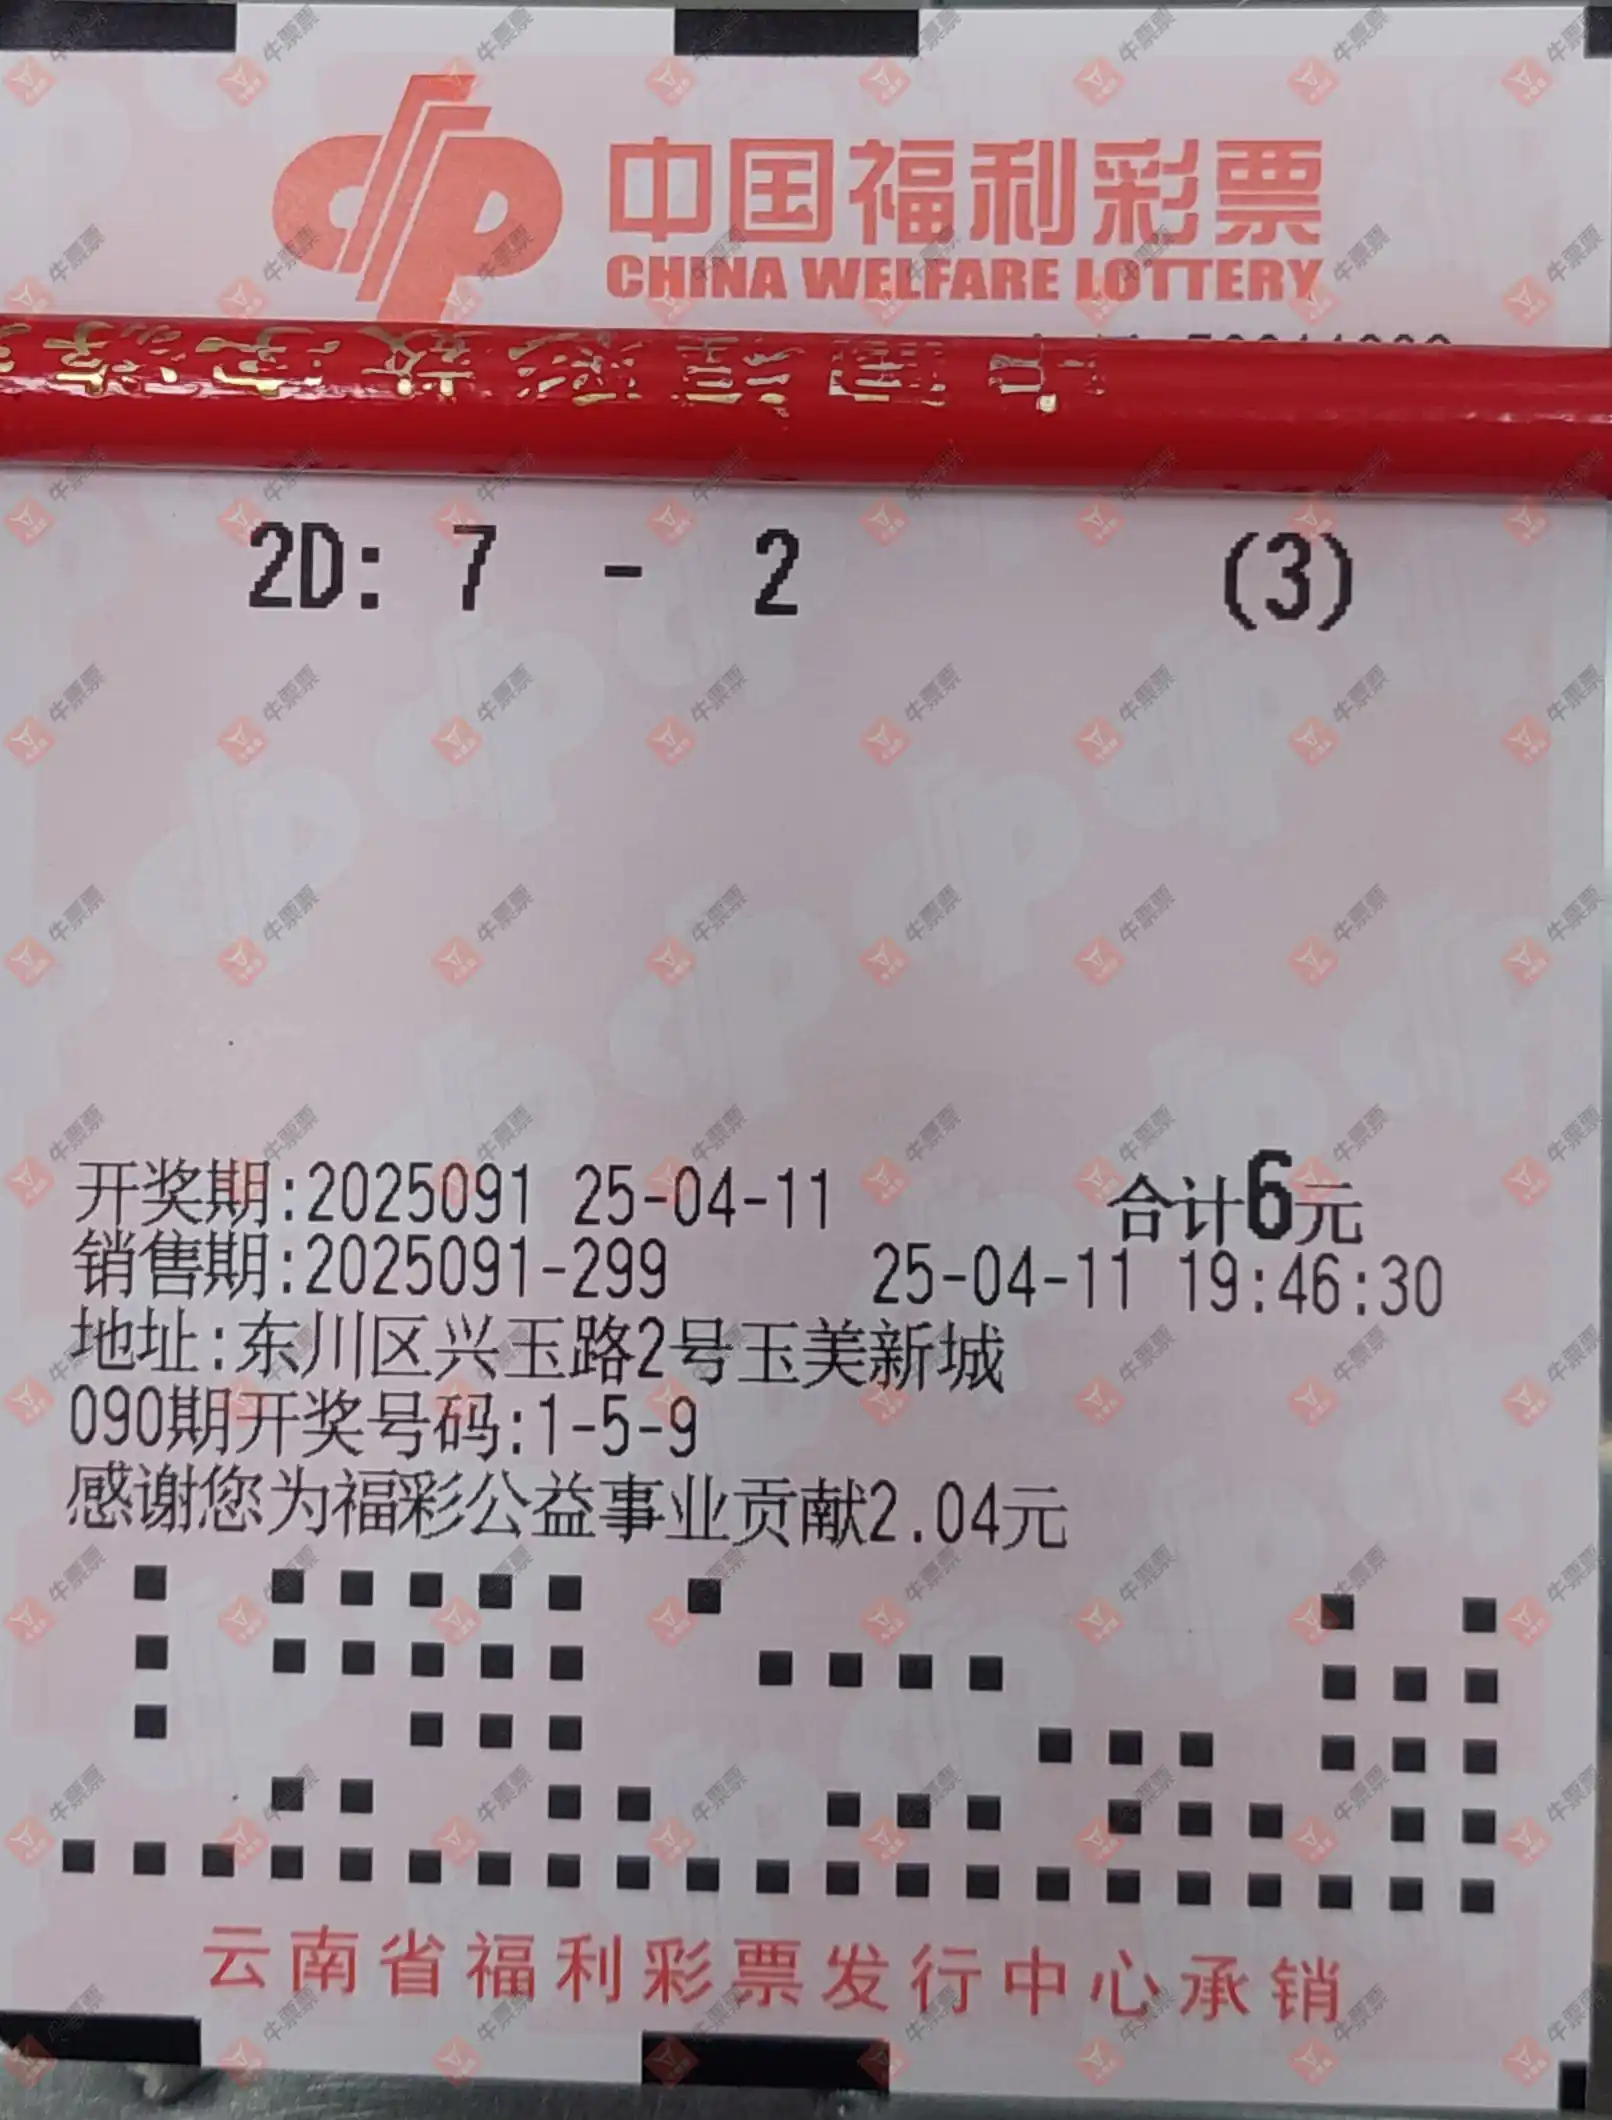 中国福利彩票
CHINA WELFARE LOTTERY
2D: 7 - 2 (3)
开奖期:2025091 25-04-11 合计6元
销售期:2025091-299 25-04-11 19:46:30
地址:东川区兴玉路2号玉美新城
090期开奖号码:1-5-9
感谢您为福彩公益事业贡献2.04元
云南省福利彩票发行中心承销
牛票票